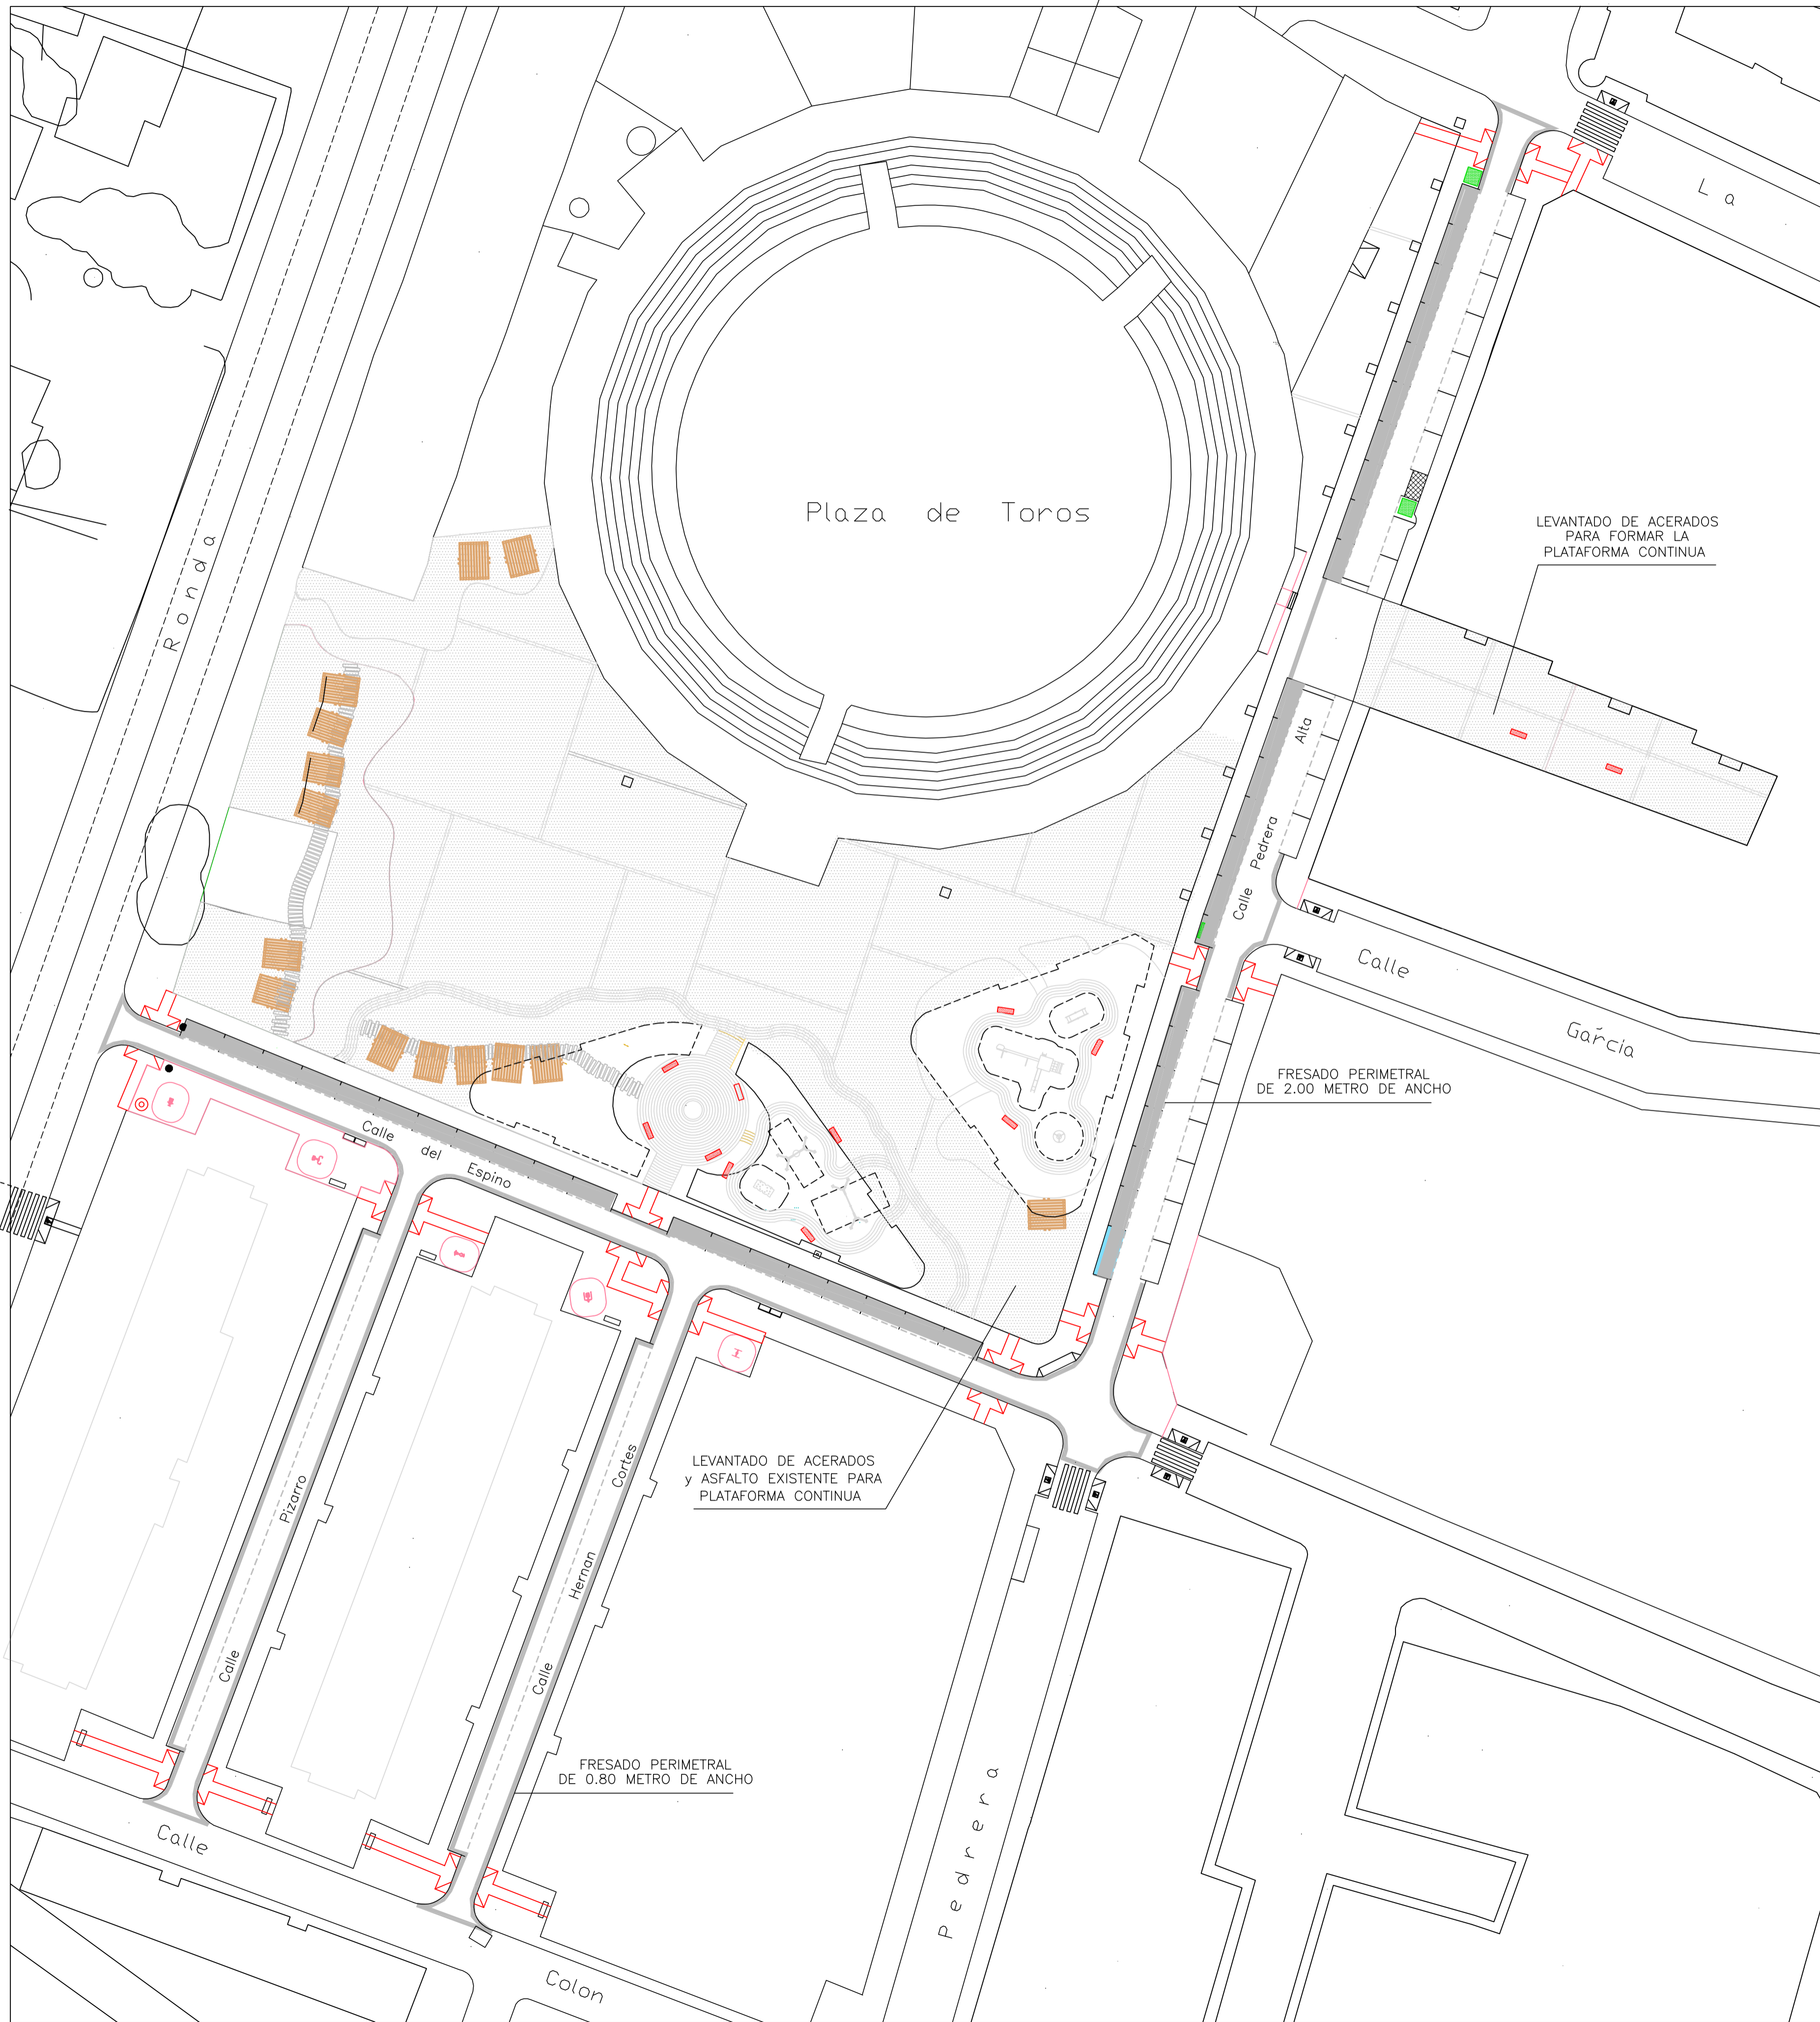 La
Plaza de Toros
Ronda
LEVANTADO DE ACERADOS
PARA FORMAR LA
PLATAFORMA CONTINUA
Calle Pedrera Alta
Calle
García
FRESADO PERIMETRAL
DE 2.00 METRO DE ANCHO
Calle del Espino
LEVANTADO DE ACERADOS
y ASFALTO EXISTENTE PARA
PLATAFORMA CONTINUA
Calle Pizarro
Calle Hernan Cortes
FRESADO PERIMETRAL
DE 0.80 METRO DE ANCHO
Pedrera
Calle
Colon